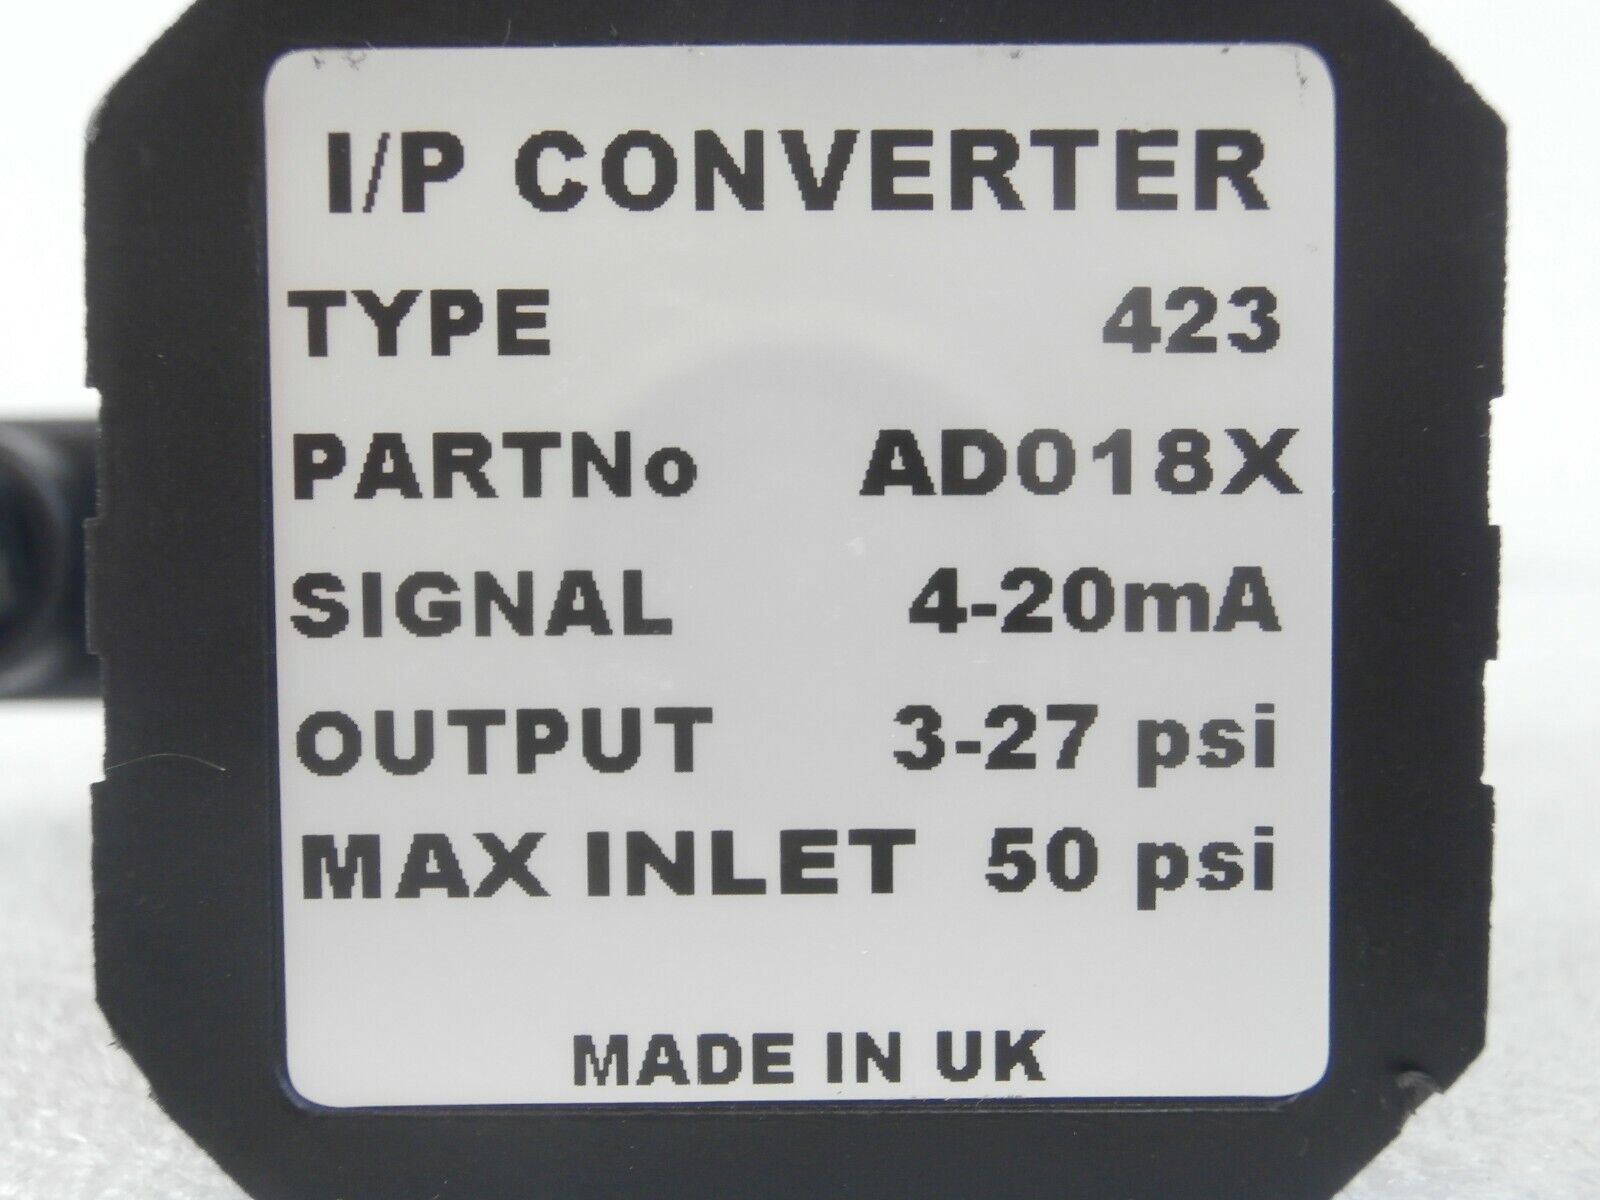 I/P CONVERTER
TYPE 423
PARTNo AD018X
SIGNAL 4-20mA
OUTPUT 3-27 psi
MAX INLET 50 psi
MADE IN UK